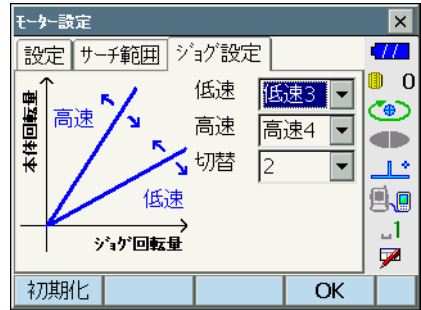 モーター設定
設定 サーチ範囲 ジョグ設定
本体回転量
高速
低速
ジョグ回転量
低速 低速3
高速 高速4
切替 2
0
1
初期化 OK